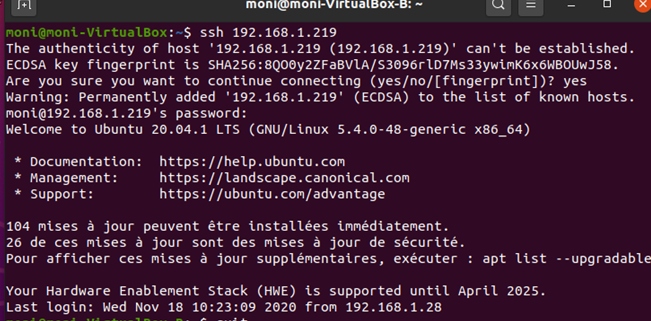 moni@moni-VirtualBox-B: ~
moni@moni-VirtualBox:~$ ssh 192.168.1.219
The authenticity of host '192.168.1.219 (192.168.1.219)' can't be established.
ECDSA key fingerprint is SHA256:8QO0y2ZFaBVlA/S3096rlD7Ms33ywimK6x6WBOUwJ58.
Are you sure you want to continue connecting (yes/no/[fingerprint])? yes
Warning: Permanently added '192.168.1.219' (ECDSA) to the list of known hosts.
moni@192.168.1.219's password:
Welcome to Ubuntu 20.04.1 LTS (GNU/Linux 5.4.0-48-generic x86_64)
* Documentation: https://help.ubuntu.com
* Management: https://landscape.canonical.com
* Support: https://ubuntu.com/advantage
104 mises à jour peuvent être installées immédiatement.
26 de ces mises à jour sont des mises à jour de sécurité.
Pour afficher ces mises à jour supplémentaires, exécuter : apt list --upgradable
Your Hardware Enablement Stack (HWE) is supported until April 2025.
Last login: Wed Nov 18 10:23:09 2020 from 192.168.1.28
moni@moni-VirtualBox-B:~$ exit